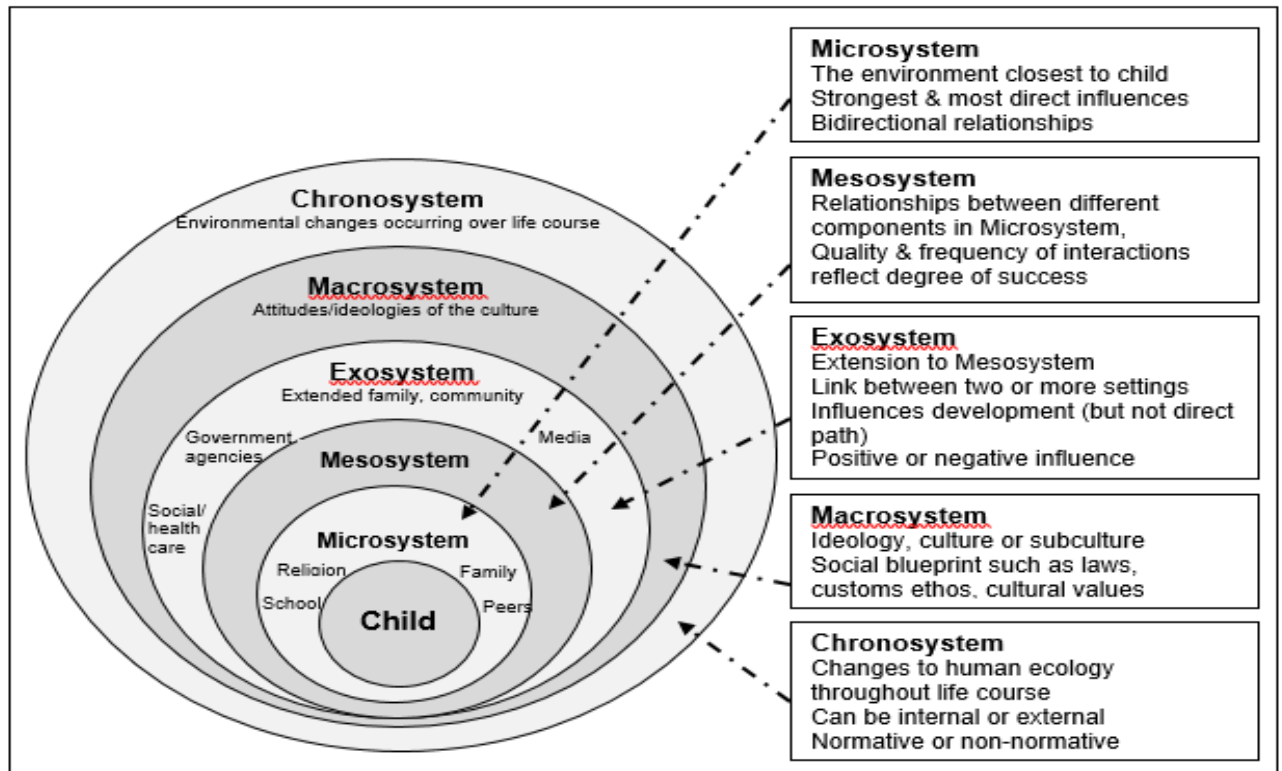 Chronosystem
Environmental changes occurring over life course
Macrosystem
Attitudes/ideologies of the culture
Exosystem
Extended family, community
Government
agencies
Media
Mesosystem
Social/
health
care
Microsystem
Religion
Family
School
Peers
Child
Microsystem
The environment closest to child
Strongest & most direct influences
Bidirectional relationships
Mesosystem
Relationships between different
components in Microsystem,
Quality & frequency of interactions
reflect degree of success
Exosystem
Extension to Mesosystem
Link between two or more settings
Influences development (but not direct
path)
Positive or negative influence
Macrosystem
Ideology, culture or subculture
Social blueprint such as laws,
customs ethos, cultural values
Chronosystem
Changes to human ecology
throughout life course
Can be internal or external
Normative or non-normative